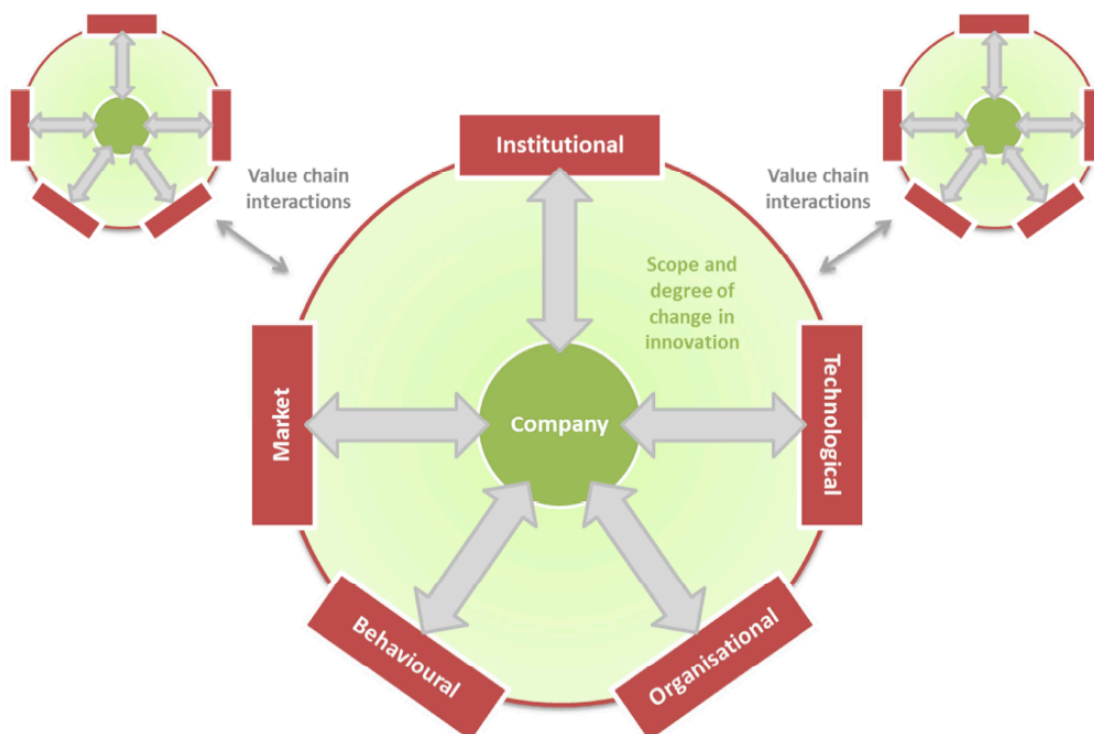 Institutional
Value chain
interactions
Value chain
interactions
Scope and
degree of
change in
innovation
Market
Company
Technological
Behavioural
Organisational